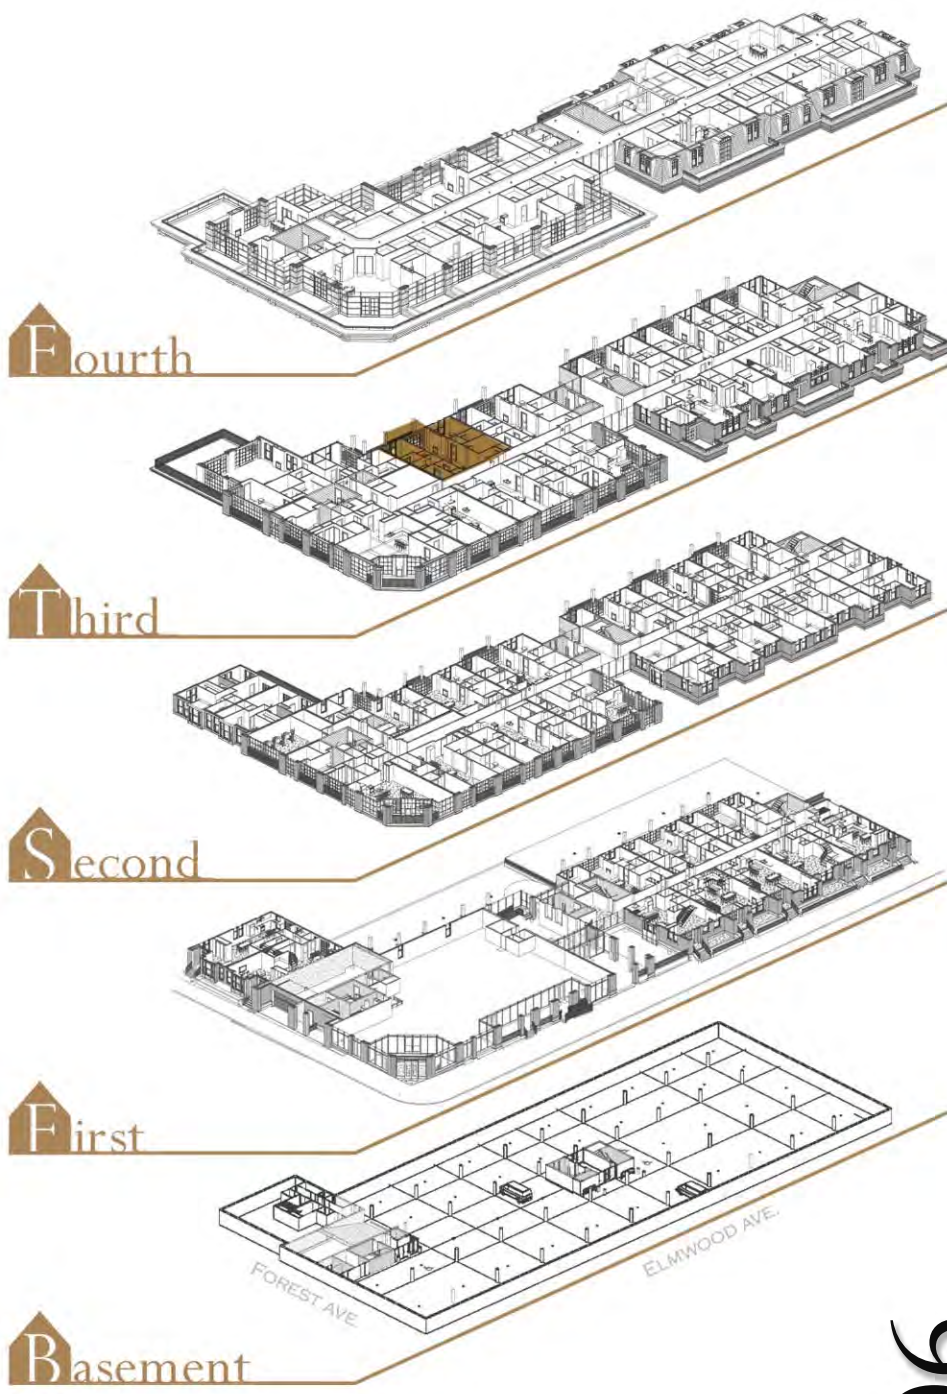 Fourth
Third
Second
First
FOREST AVE.
ELMWOOD AVE.
Basement